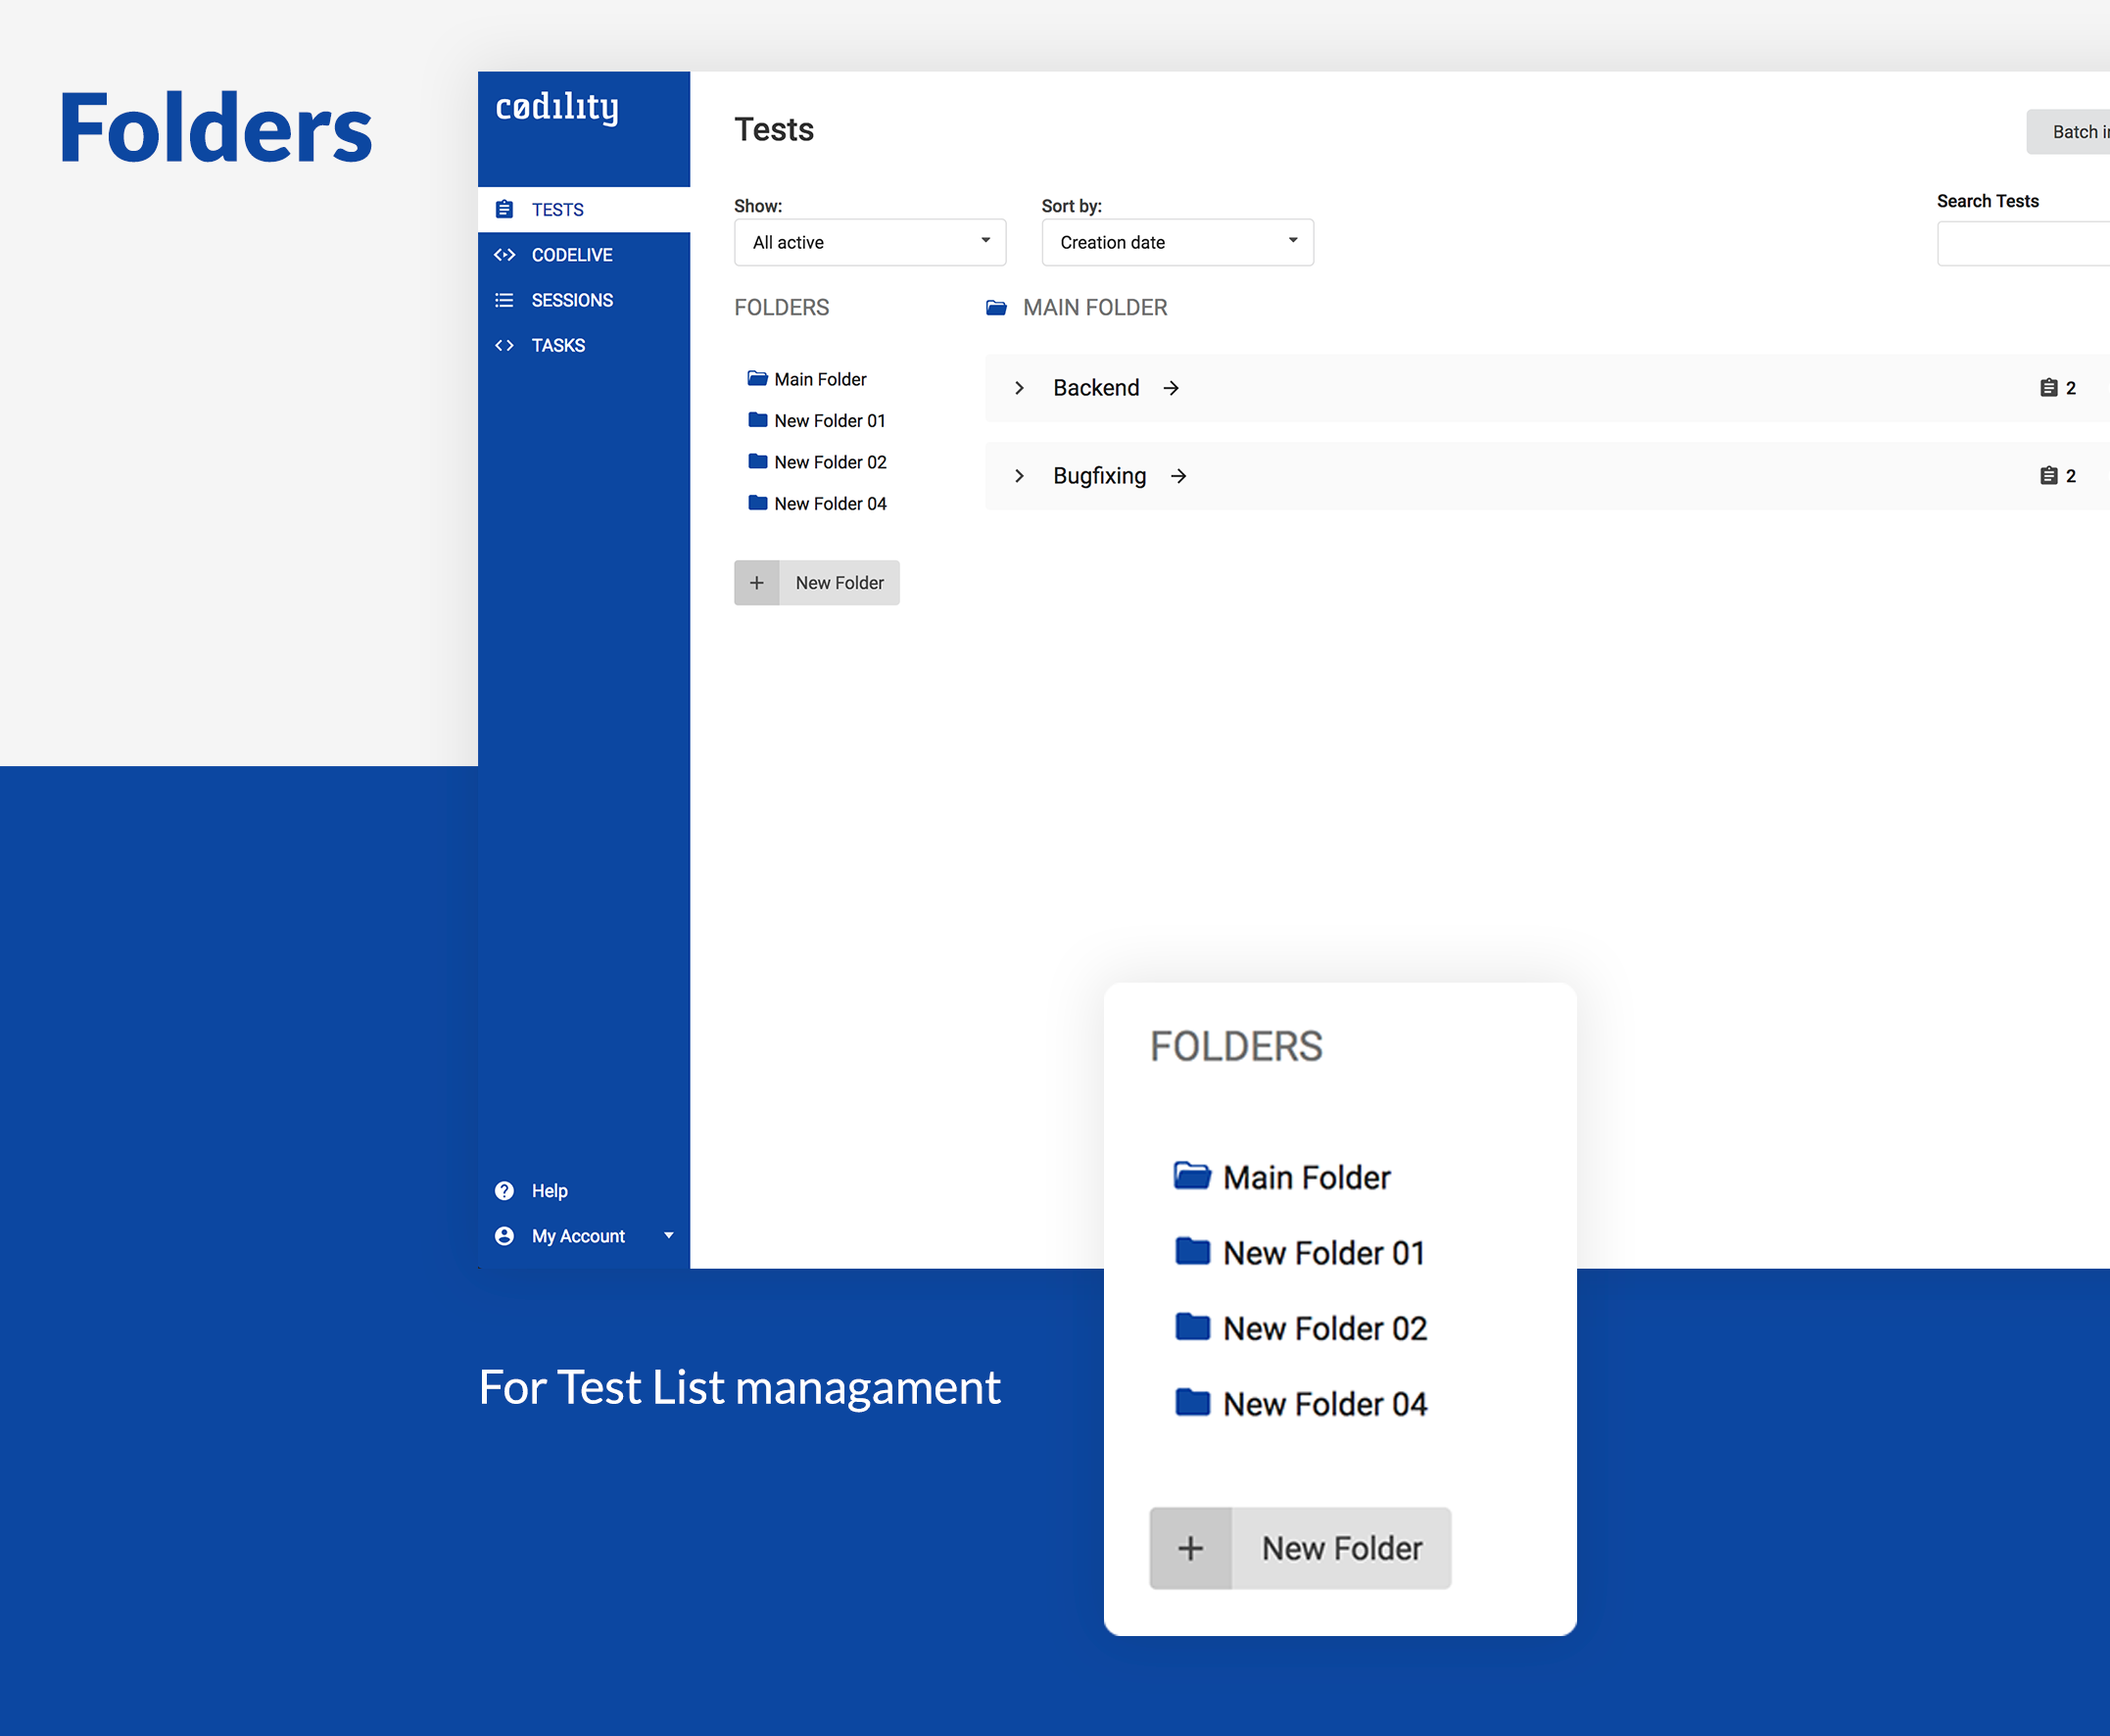 Folders
cødility
Tests
Batch
TESTS
CODELIVE
SESSIONS
TASKS
Show:
All active
Sort by:
Creation date
Search Tests
FOLDERS
Main Folder
New Folder 01
New Folder 02
New Folder 04
+ New Folder
MAIN FOLDER
Backend
2
Bugfixing
2
Help
My Account
For Test List managament
FOLDERS
Main Folder
New Folder 01
New Folder 02
New Folder 04
+ New Folder